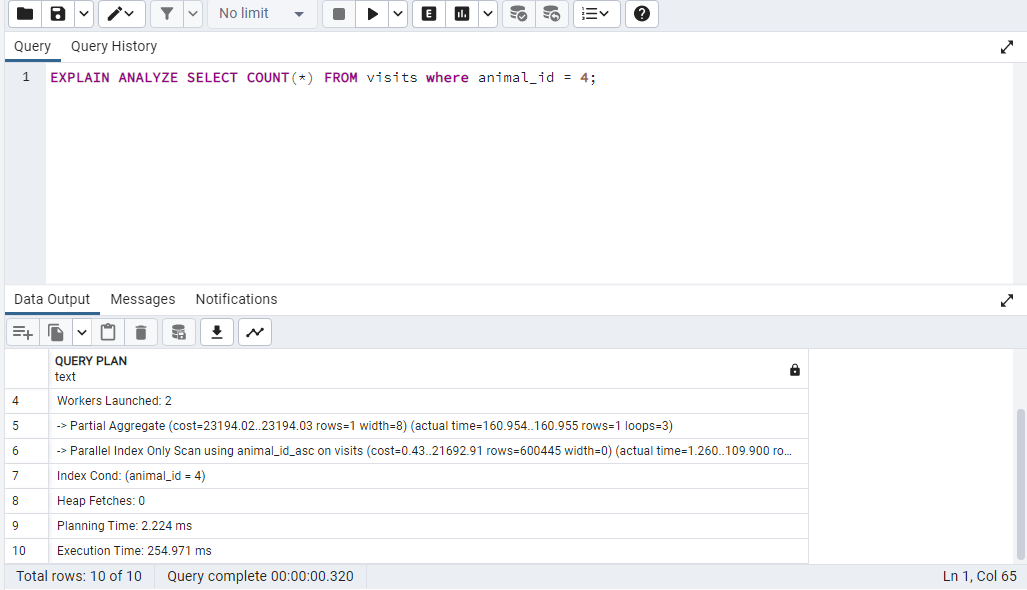 No limit
E
Query Query History
1 EXPLAIN ANALYZE SELECT COUNT(*) FROM visits where animal_id = 4;
Data Output Messages Notifications
QUERY PLAN
text
4 Workers Launched: 2
5 -> Partial Aggregate (cost=23194.02..23194.03 rows=1 width=8) (actual time=160.954..160.955 rows=1 loops=3)
6 -> Parallel Index Only Scan using animal_id_asc on visits (cost=0.43..21692.91 rows=600445 width=0) (actual time=1.260..109.900 ro...
7 Index Cond: (animal_id = 4)
8 Heap Fetches: 0
9 Planning Time: 2.224 ms
10 Execution Time: 254.971 ms
Total rows: 10 of 10 Query complete 00:00:00.320 Ln 1, Col 65